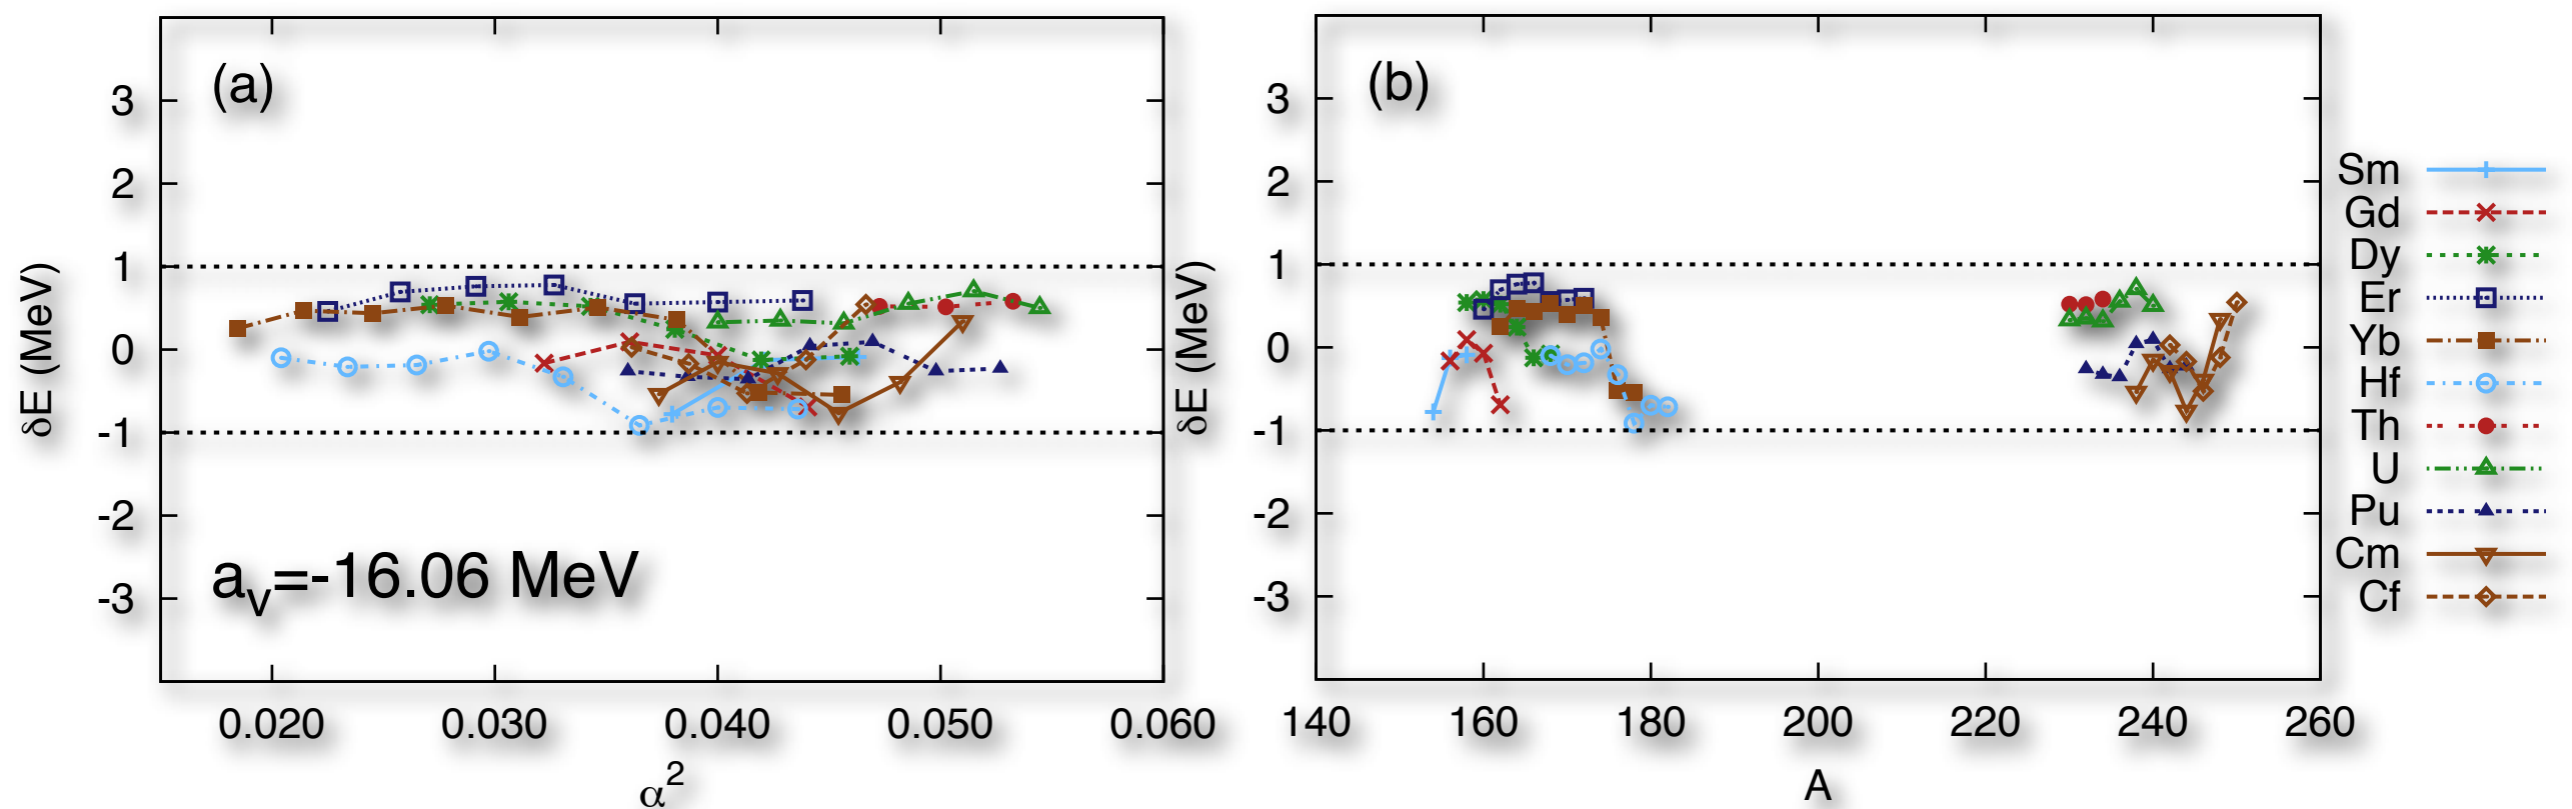 (a)
3
2
1
0
-1
-2
-3
δE (MeV)
a_v=-16.06 MeV
0.020 0.030 0.040 0.050 0.060
α^2
(b)
3
2
1
0
-1
-2
-3
δE (MeV)
140 160 180 200 220 240 260
A
Sm
Gd
Dy
Er
Yb
Hf
Th
U
Pu
Cm
Cf